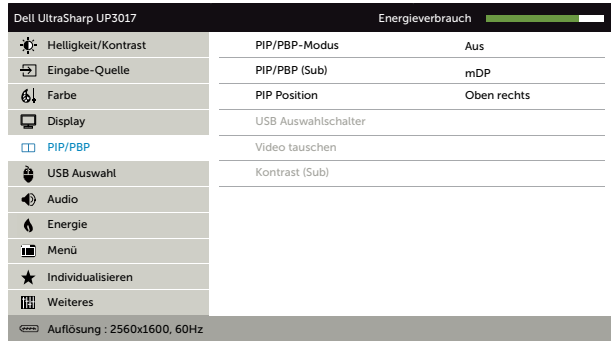 Dell UltraSharp UP3017 Energieverbrauch
Helligkeit/Kontrast PIP/PBP-Modus Aus
Eingabe-Quelle PIP/PBP (Sub) mDP
Farbe PIP Position Oben rechts
Display USB Auswahlschalter
PIP/PBP Video tauschen
USB Auswahl Kontrast (Sub)
Audio
Energie
Menü
Individualisieren
Weiteres
Auflösung : 2560x1600, 60Hz